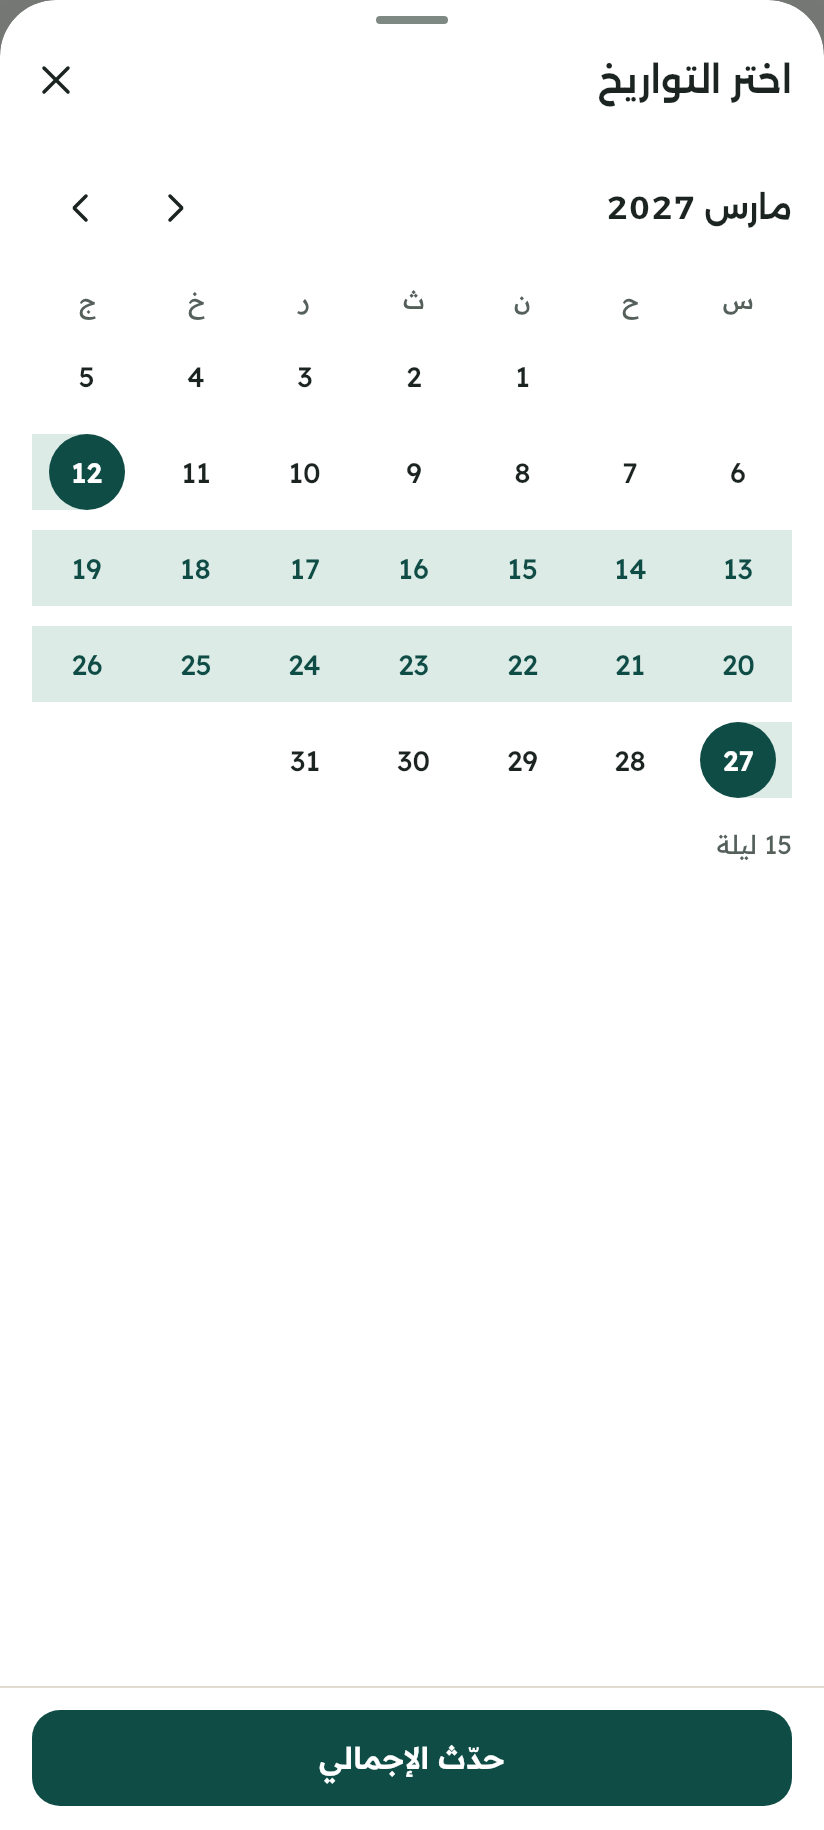 اختر التواريخ
مارس 2027
س ح ن ث ر خ ج
1 2 3 4 5
6 7 8 9 10 11 12
13 14 15 16 17 18 19
20 21 22 23 24 25 26
27 28 29 30 31
15 ليلة
حدّث الإجمالي